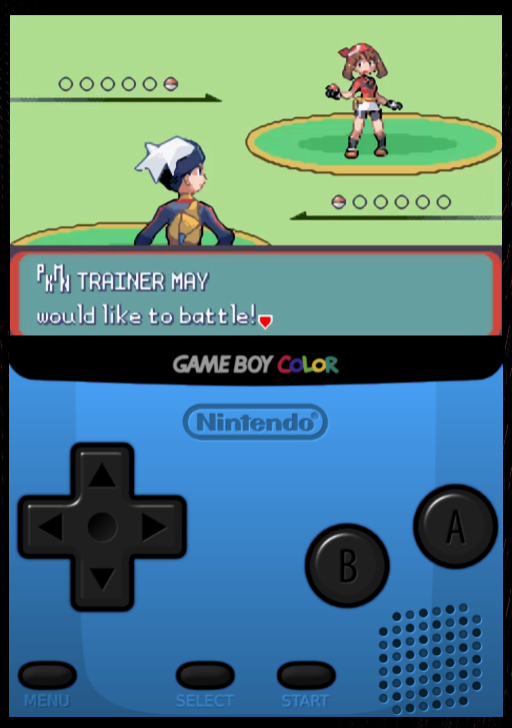 PKMN TRAINER MAY
would like to battle!
GAME BOY COLOR
Nintendo®
A
B
MENU
SELECT
START